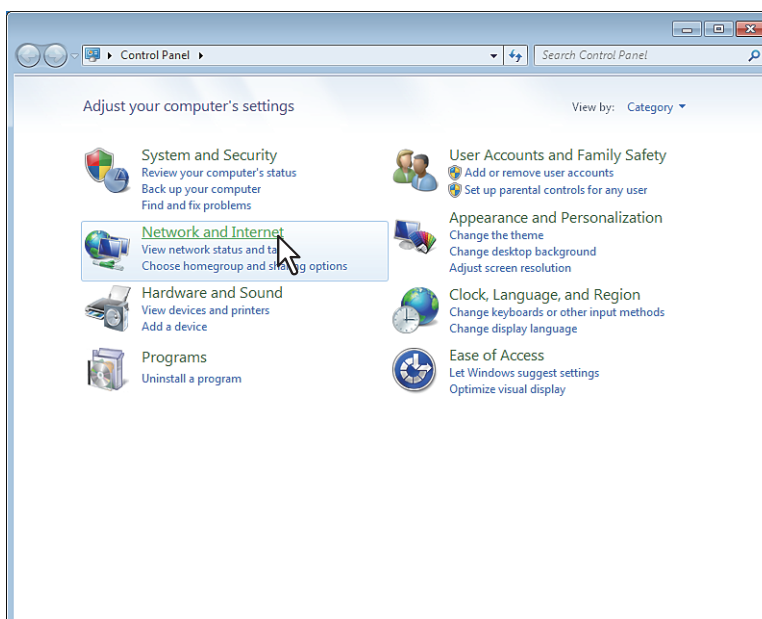 Control Panel
Search Control Panel
Adjust your computer's settings
View by: Category
System and Security
Review your computer's status
Back up your computer
Find and fix problems
Network and Internet
View network status and ta
Choose homegroup and sharing options
Hardware and Sound
View devices and printers
Add a device
Programs
Uninstall a program
User Accounts and Family Safety
Add or remove user accounts
Set up parental controls for any user
Appearance and Personalization
Change the theme
Change desktop background
Adjust screen resolution
Clock, Language, and Region
Change keyboards or other input methods
Change display language
Ease of Access
Let Windows suggest settings
Optimize visual display